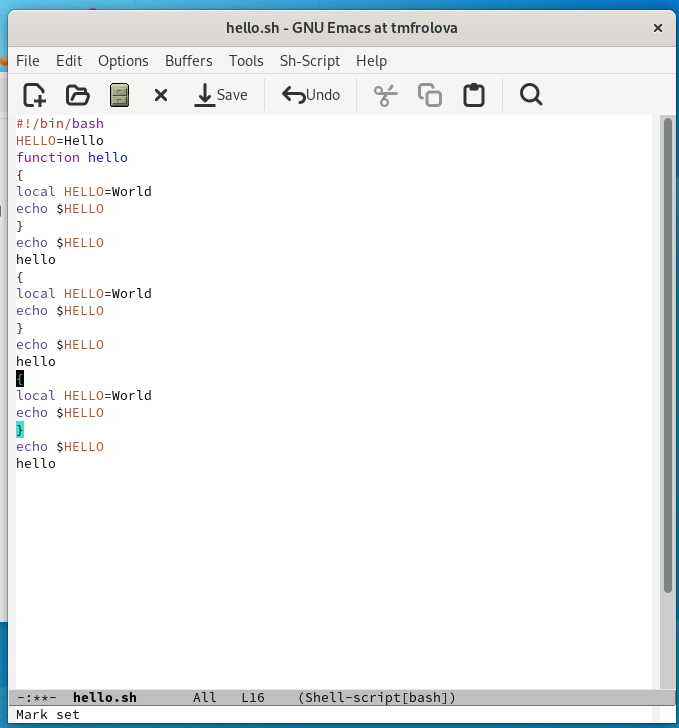 hello.sh - GNU Emacs at tmfrolova
File Edit Options Buffers Tools Sh-Script Help
Save Undo
#!/bin/bash
HELLO=Hello
function hello
{
local HELLO=World
echo $HELLO
}
echo $HELLO
hello
{
local HELLO=World
echo $HELLO
}
echo $HELLO
hello
{
local HELLO=World
echo $HELLO
}
echo $HELLO
hello
-:**- hello.sh All L16 (Shell-script[bash])
Mark set